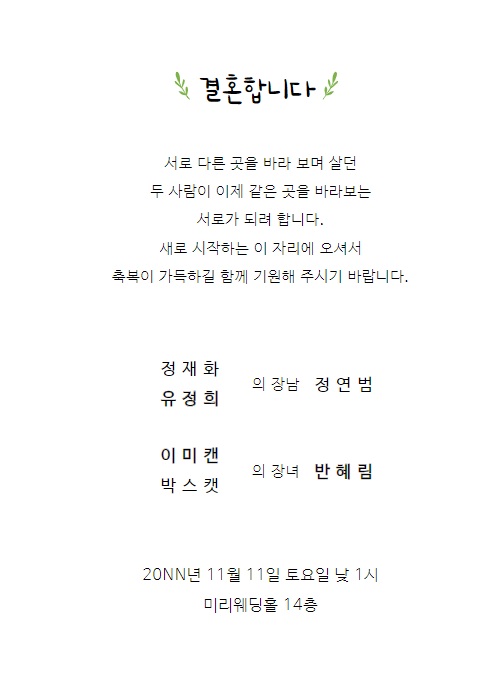 결혼합니다
서로 다른 곳을 바라 보며 살던
두 사람이 이제 같은 곳을 바라보는
서로가 되려 합니다.
새로 시작하는 이 자리에 오셔서
축복이 가득하길 함께 기원해 주시기 바랍니다.
정 재 화
유 정 희
의 장남 정 연 범
이 미 캔
박 스 캣
의 장녀 반 혜 림
20NN년 11월 11일 토요일 낮 1시
미리웨딩홀 14층